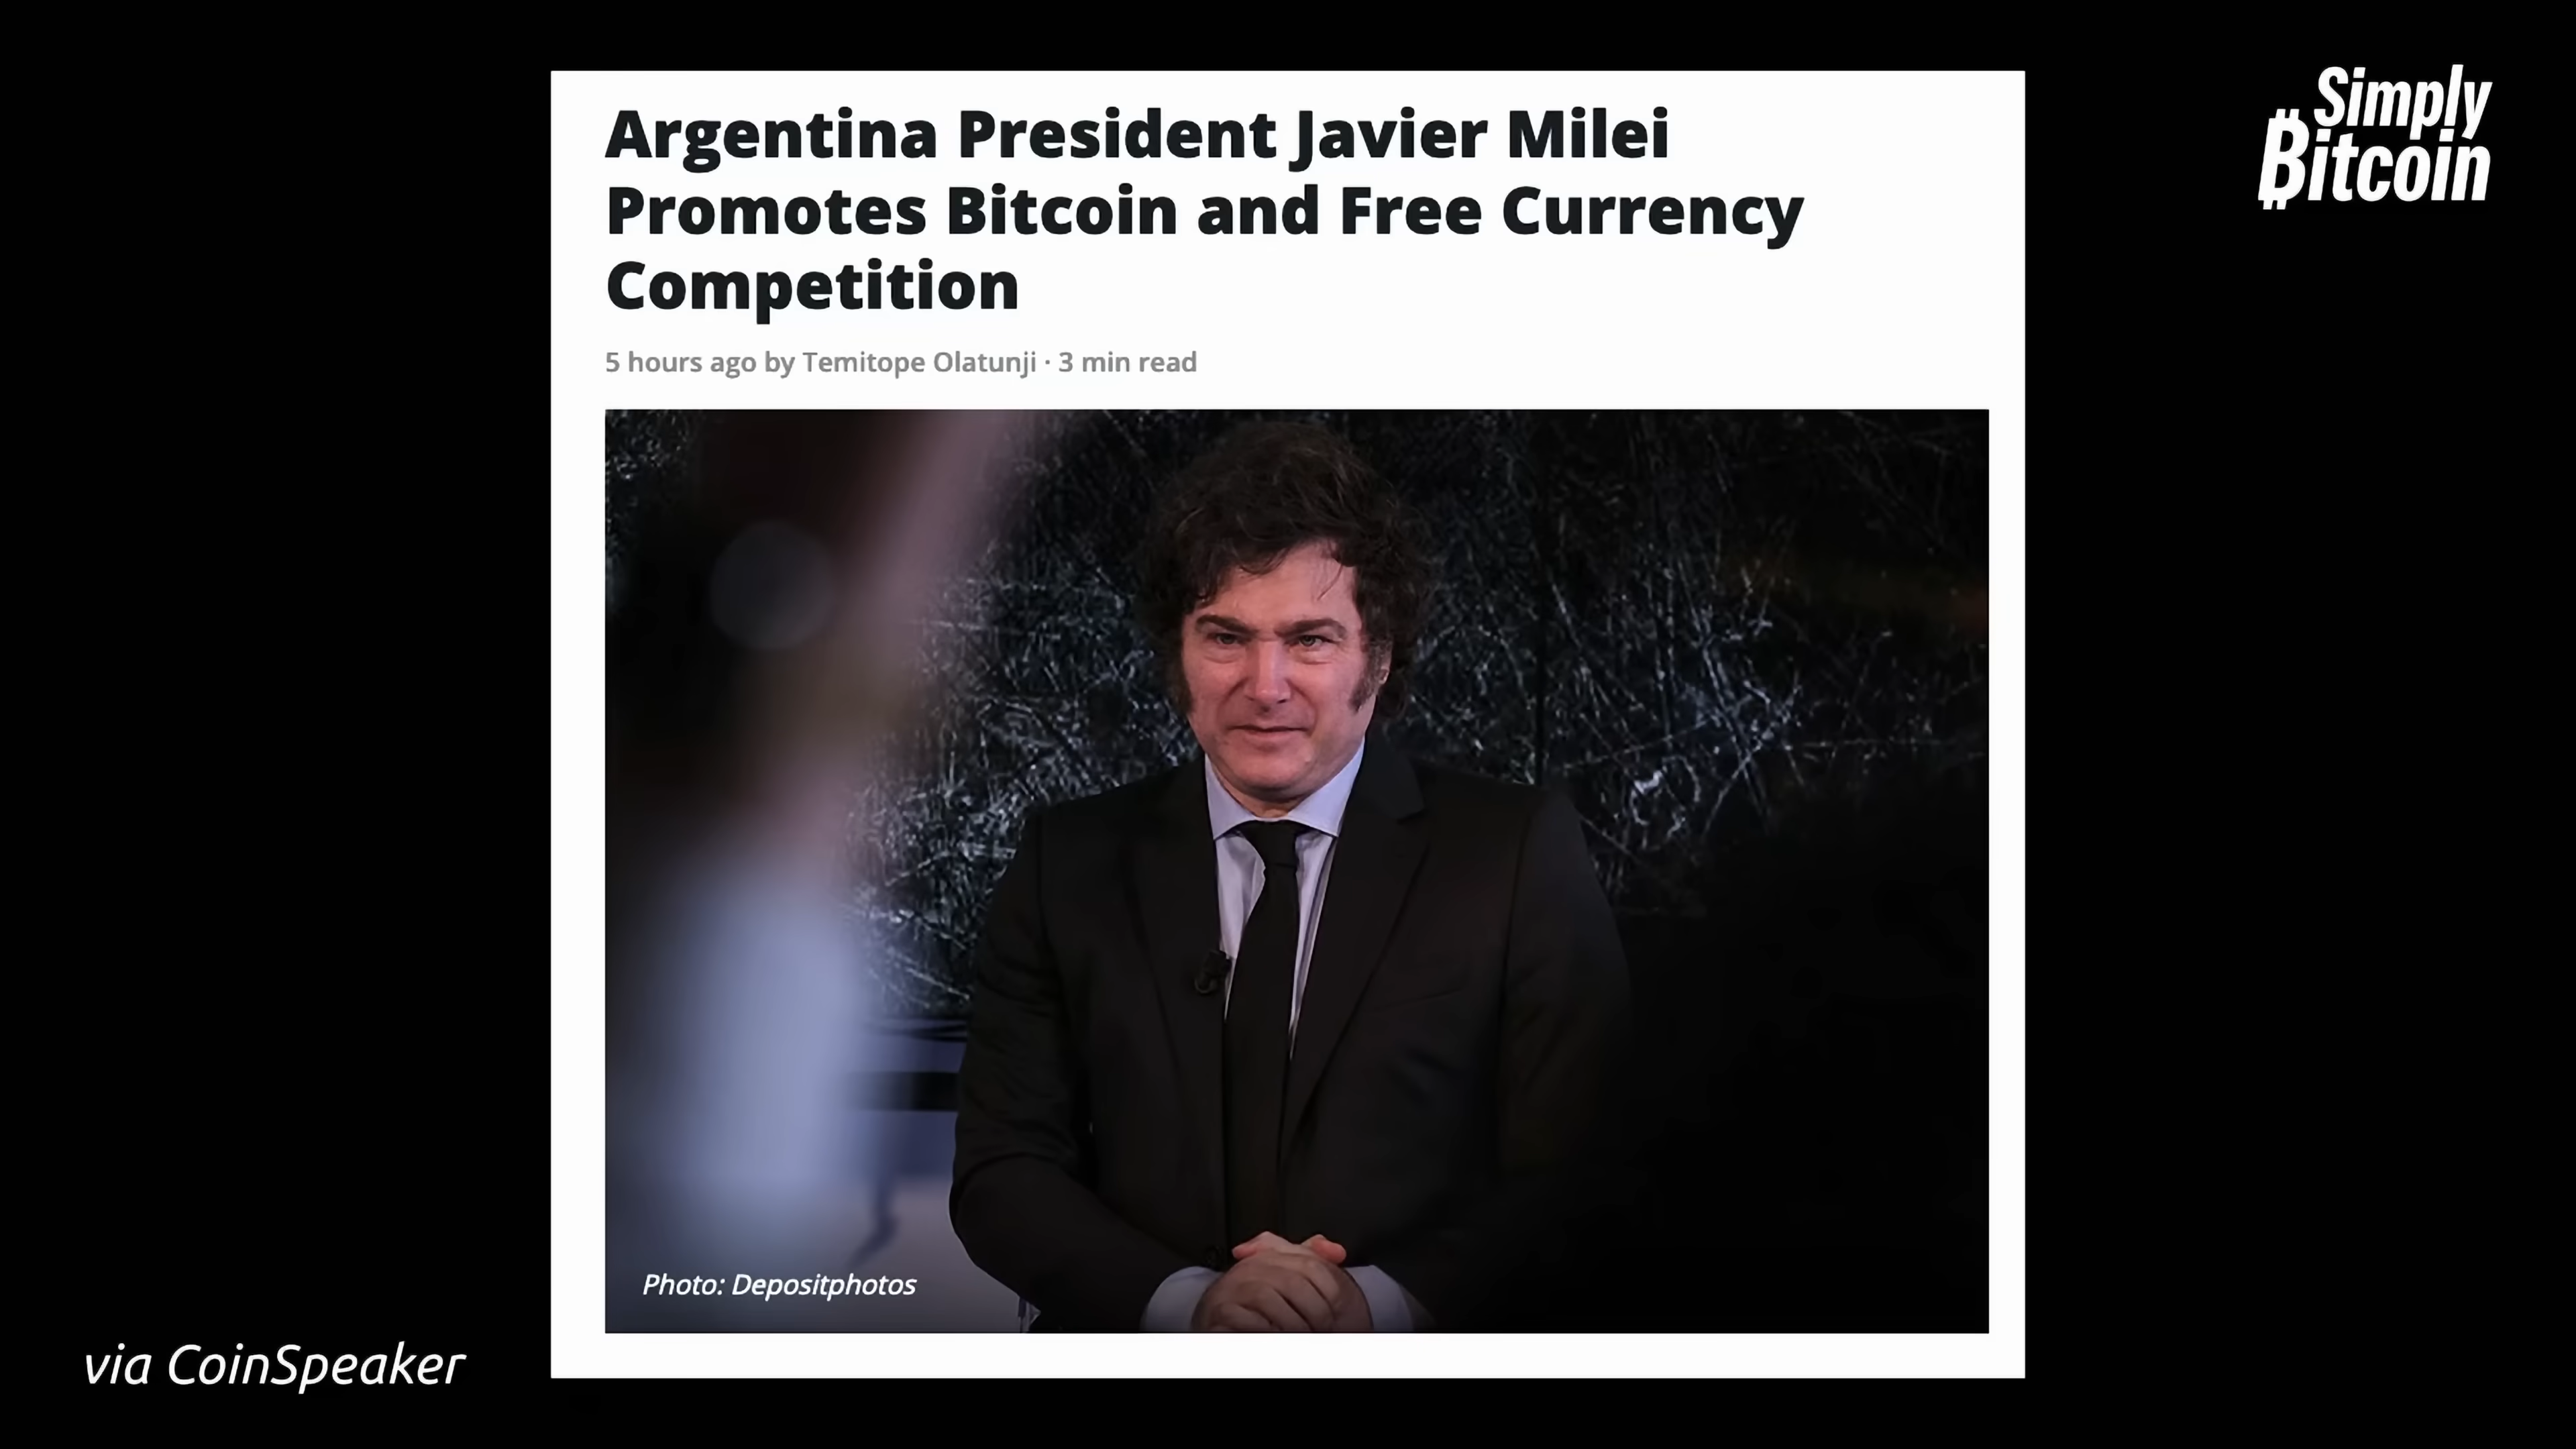 Argentina President Javier Milei
Promotes Bitcoin and Free Currency
Competition
5 hours ago by Temitope Olatunji · 3 min read
Photo: Depositphotos
via CoinSpeaker
Simply
Bitcoin